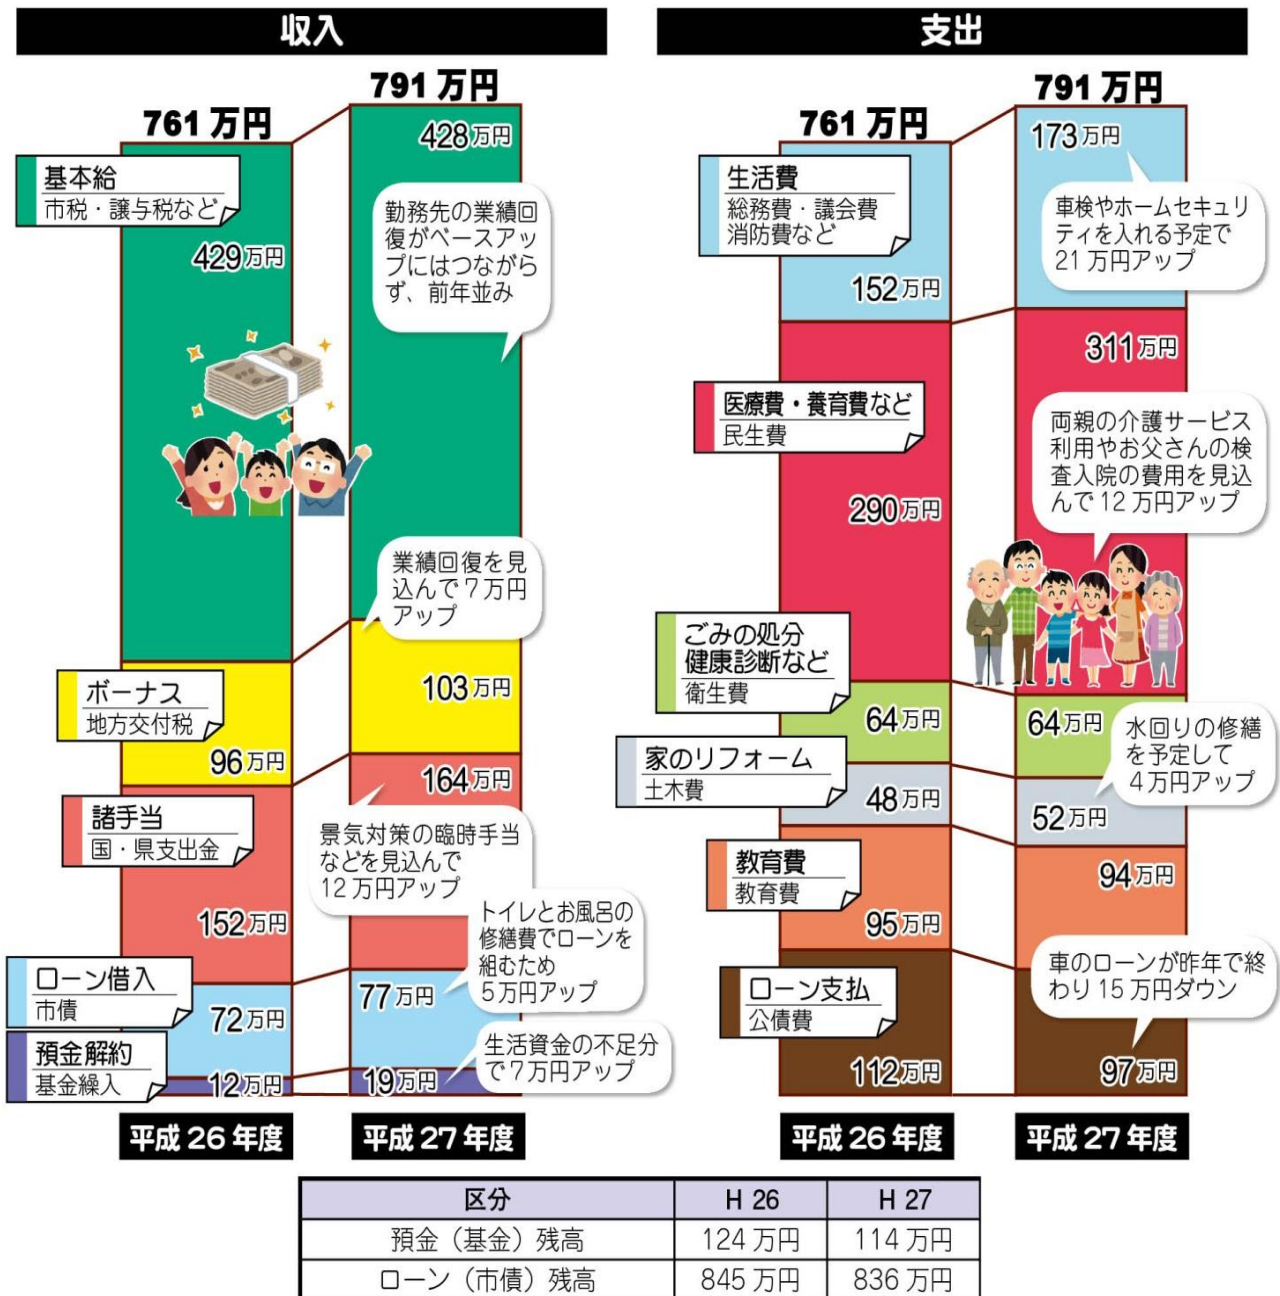 収入
761 万円
791 万円
基本給
市税・譲与税など
429万円
428万円
勤務先の業績回
復がベースアッ
プにはつながら
ず、前年並み
業績回復を見
込んで7万円
アップ
ボーナス
地方交付税
96万円
103万円
諸手当
国・県支出金
152万円
164万円
景気対策の臨時手当
などを見込んで
12万円アップ
トイレとお風呂の
修繕費でローンを
組むため
5万円アップ
ローン借入
市債
72万円
77万円
預金解約
基金繰入
12万円
19万円
生活資金の不足分
で7万円アップ
平成 26 年度
平成 27 年度
支出
761 万円
791 万円
生活費
総務費・議会費
消防費など
152万円
173万円
車検やホームセキュリ
ティを入れる予定で
21 万円アップ
医療費・養育費など
民生費
290万円
311万円
両親の介護サービス
利用やお父さんの検
査入院の費用を見込
んで 12 万円アップ
ごみの処分
健康診断など
衛生費
64万円
64万円
家のリフォーム
土木費
48万円
52万円
水回りの修繕
を予定して
4万円アップ
教育費
教育費
95万円
94万円
ローン支払
公債費
112万円
97万円
車のローンが昨年で終
わり 15 万円ダウン
平成 26 年度
平成 27 年度
区分 H 26 H 27
預金（基金）残高 124 万円 114 万円
ローン（市債）残高 845 万円 836 万円